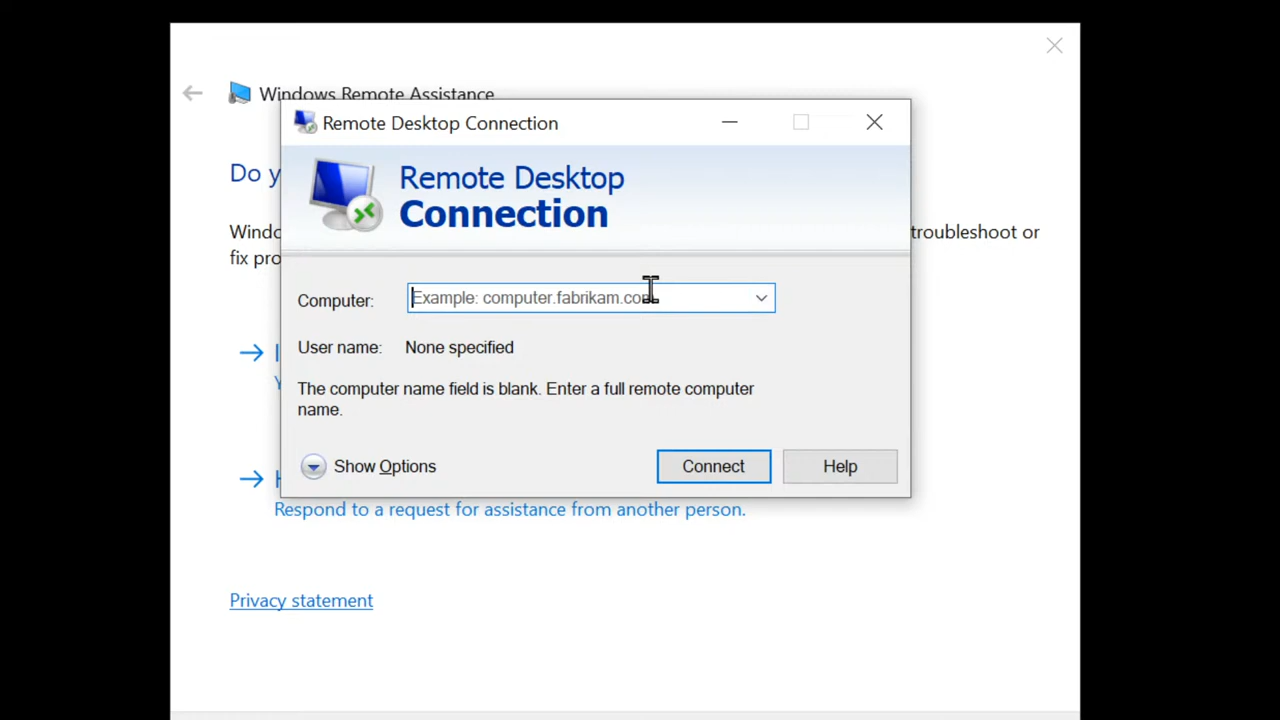 Windows Remote Assistance
Remote Desktop Connection
Remote Desktop
Connection
Do y
Windo
troubleshoot or
fix pro
Computer:
Example: computer.fabrikam.com
User name: None specified
The computer name field is blank. Enter a full remote computer
name.
Show Options
Connect
Help
Respond to a request for assistance from another person.
Privacy statement